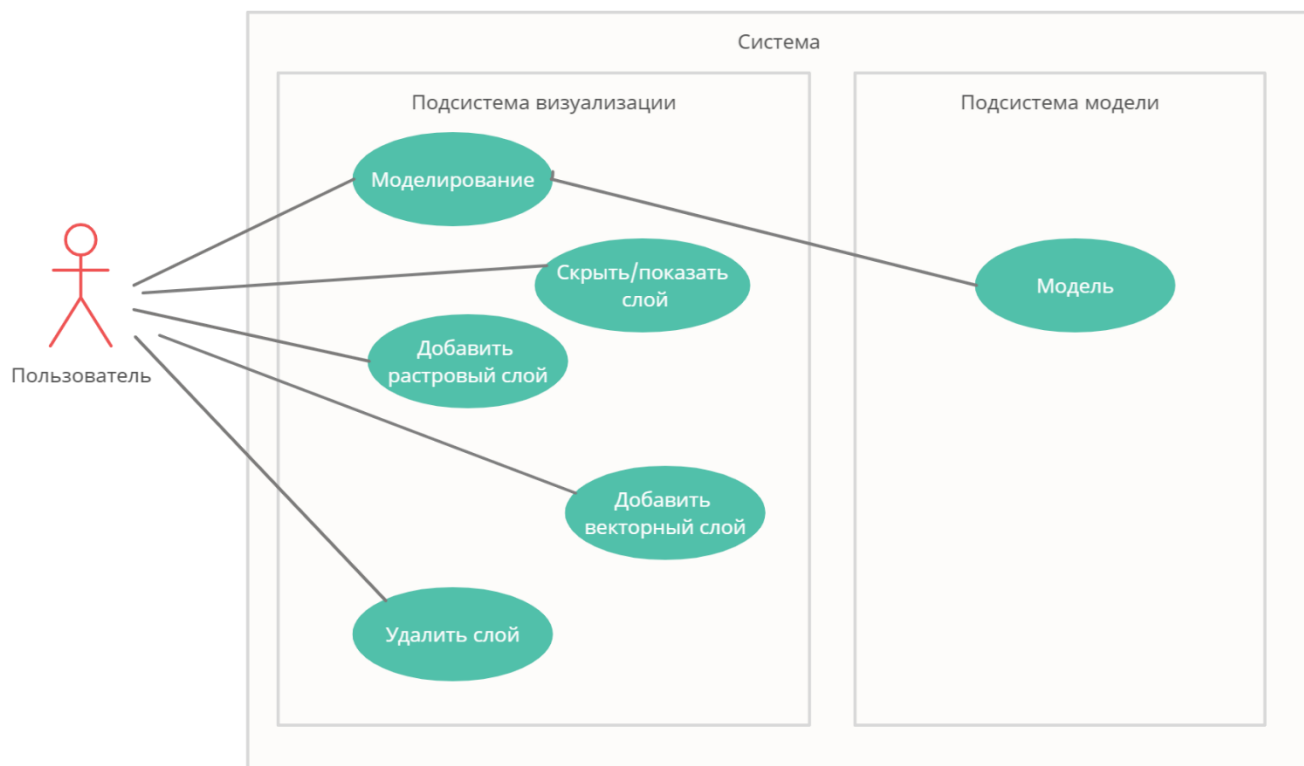 Система
Подсистема визуализации
Подсистема модели
Моделирование
Скрыть/показать
слой
Модель
Добавить
растровый слой
Пользователь
Добавить
векторный слой
Удалить слой